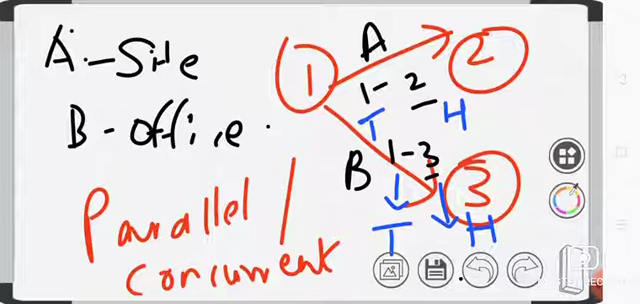 A - Site
B - office.
Parallel /
Concurrent
1
A
2
1 - 2
T H
B
1 - 3
3
T H